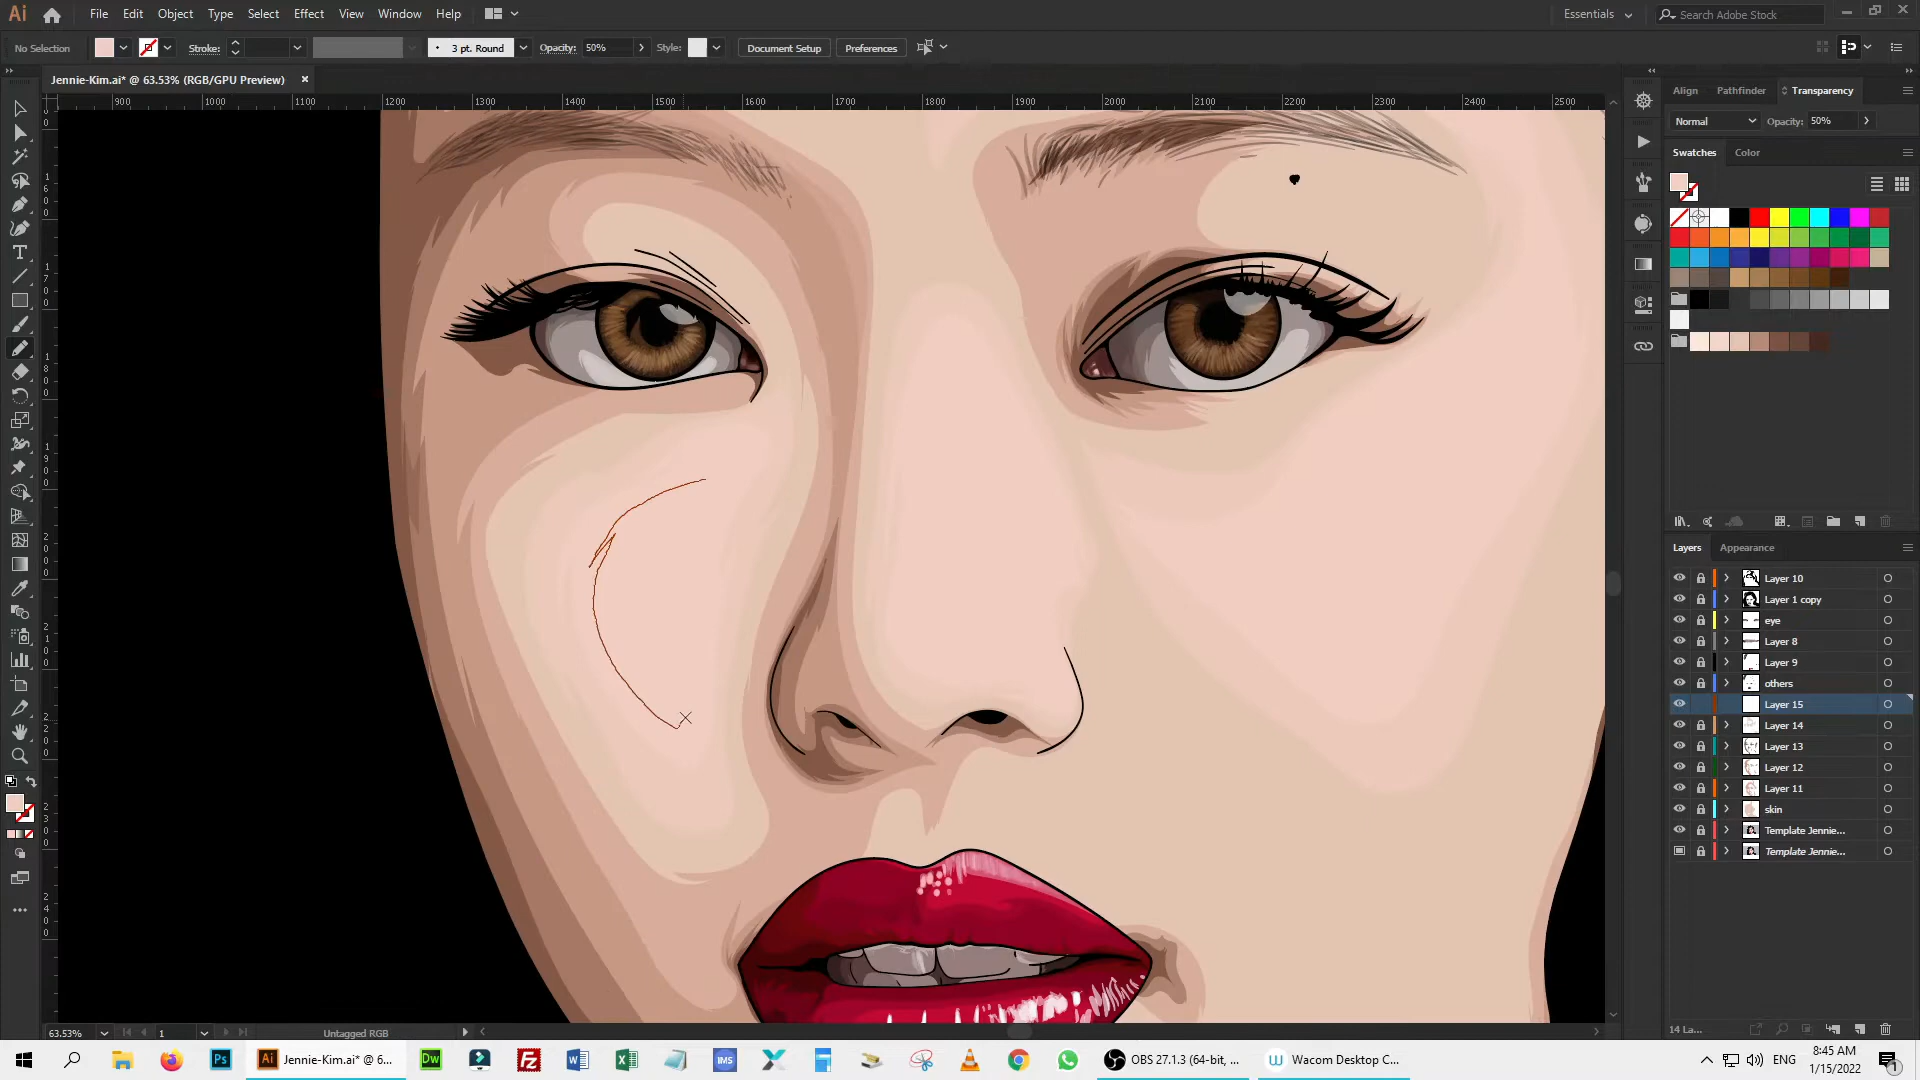 Ai File Edit Object Type Select Effect View Window Help Essentials Search Adobe Stock
No Selection Stroke: 3 pt. Round Opacity: 50% Style: Document Setup Preferences
Jennie-Kim.ai* @ 63.53% (RGB/GPU Preview)
Align Pathfinder Transparency
900 1000 1100 1200 1300 1400 1500 1600 1700 1800 1900 2000 2100 2200 2300 2400 2500
Normal Opacity: 50%
Swatches Color
Layers Appearance
Layer 10
Layer 1 copy
eye
Layer 8
Layer 9
others
Layer 15
Layer 14
Layer 13
Layer 12
Layer 11
skin
Template Jennie...
Template Jennie...
14 La...
63.53% 1 Untagged RGB
Ps Ai Jennie-Kim.ai* @ 6... Dw Fz IMS OBS 27.1.3 (64-bit, ... Wacom Desktop C... ENG 8:45 AM
1/15/2022